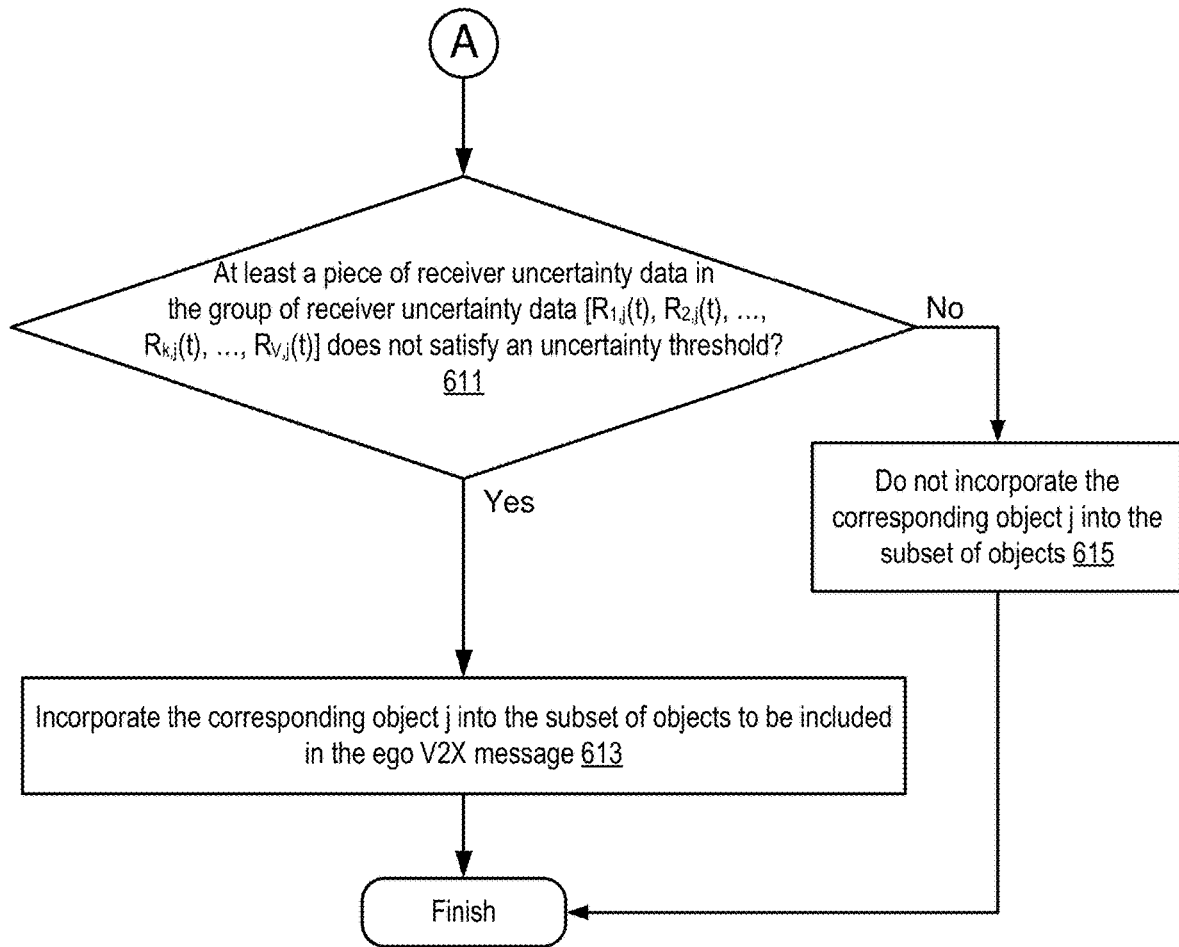 A
At least a piece of receiver uncertainty data in
the group of receiver uncertainty data [R1,j(t), R2,j(t), ...,
Rk,j(t), ..., RV,j(t)] does not satisfy an uncertainty threshold?
611
No
Yes
Do not incorporate the
corresponding object j into the
subset of objects 615
Incorporate the corresponding object j into the subset of objects to be included
in the ego V2X message 613
Finish